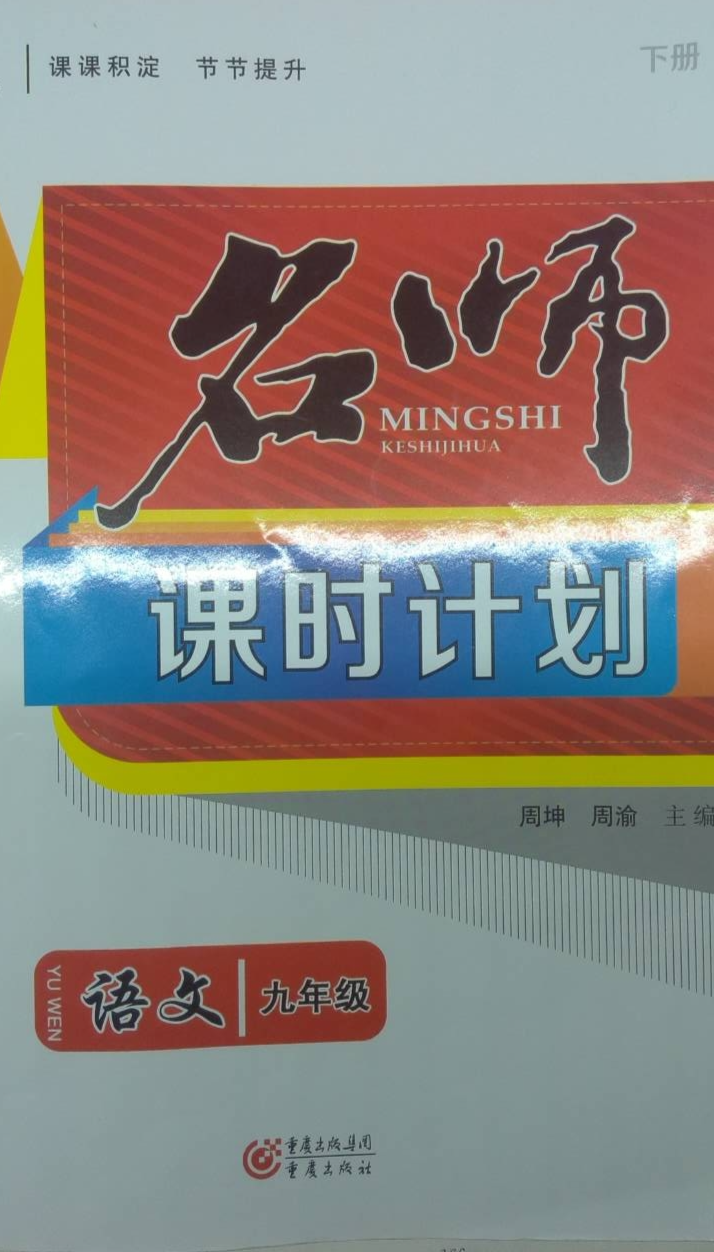 课课积淀 节节提升
下册
名师
MINGSHI
KESHIJIHUA
课时计划
周坤 周渝 主编
YU WEN
语文 九年级
重庆出版集团
重庆出版社